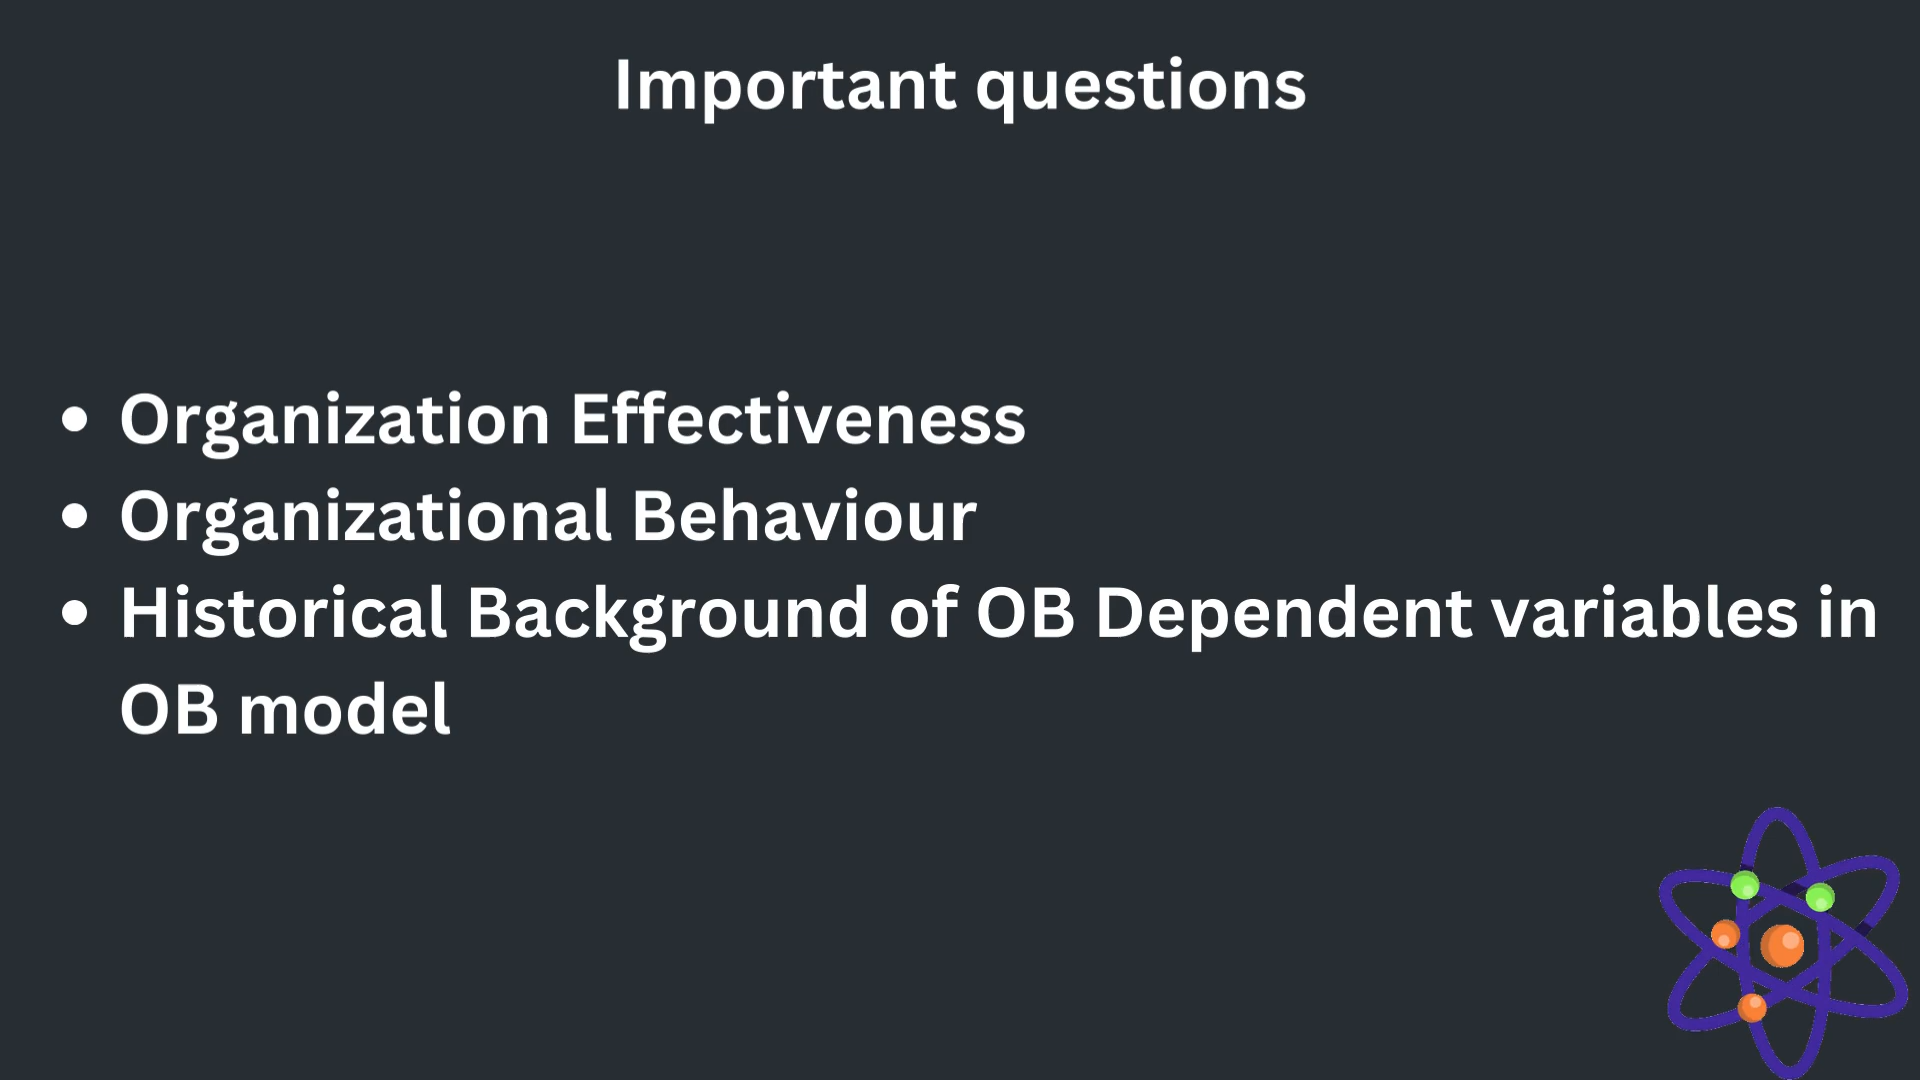 Important questions
• Organization Effectiveness
• Organizational Behaviour
• Historical Background of OB Dependent variables in
OB model